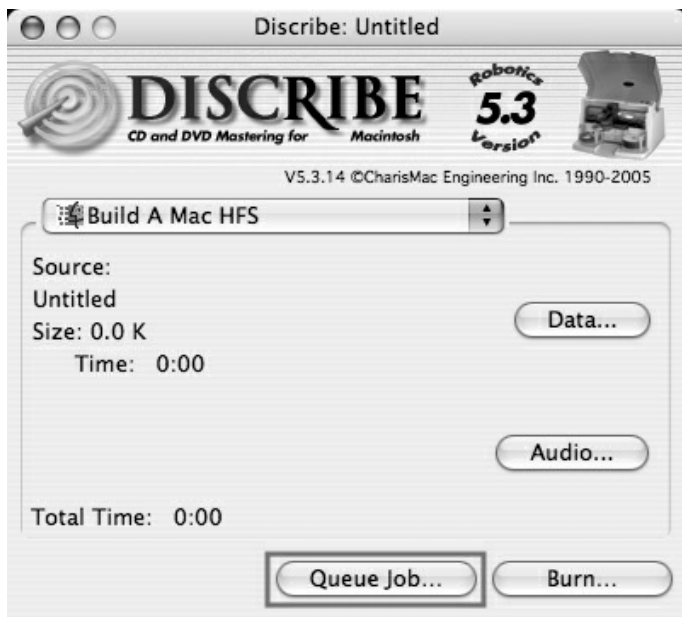 Discribe: Untitled
DISCRIBE
CD and DVD Mastering for Macintosh
Robotics
5.3
Version
V5.3.14 ©CharisMac Engineering Inc. 1990-2005
Build A Mac HFS
Source:
Untitled
Size: 0.0 K
Data...
Time: 0:00
Audio...
Total Time: 0:00
Queue Job... Burn...